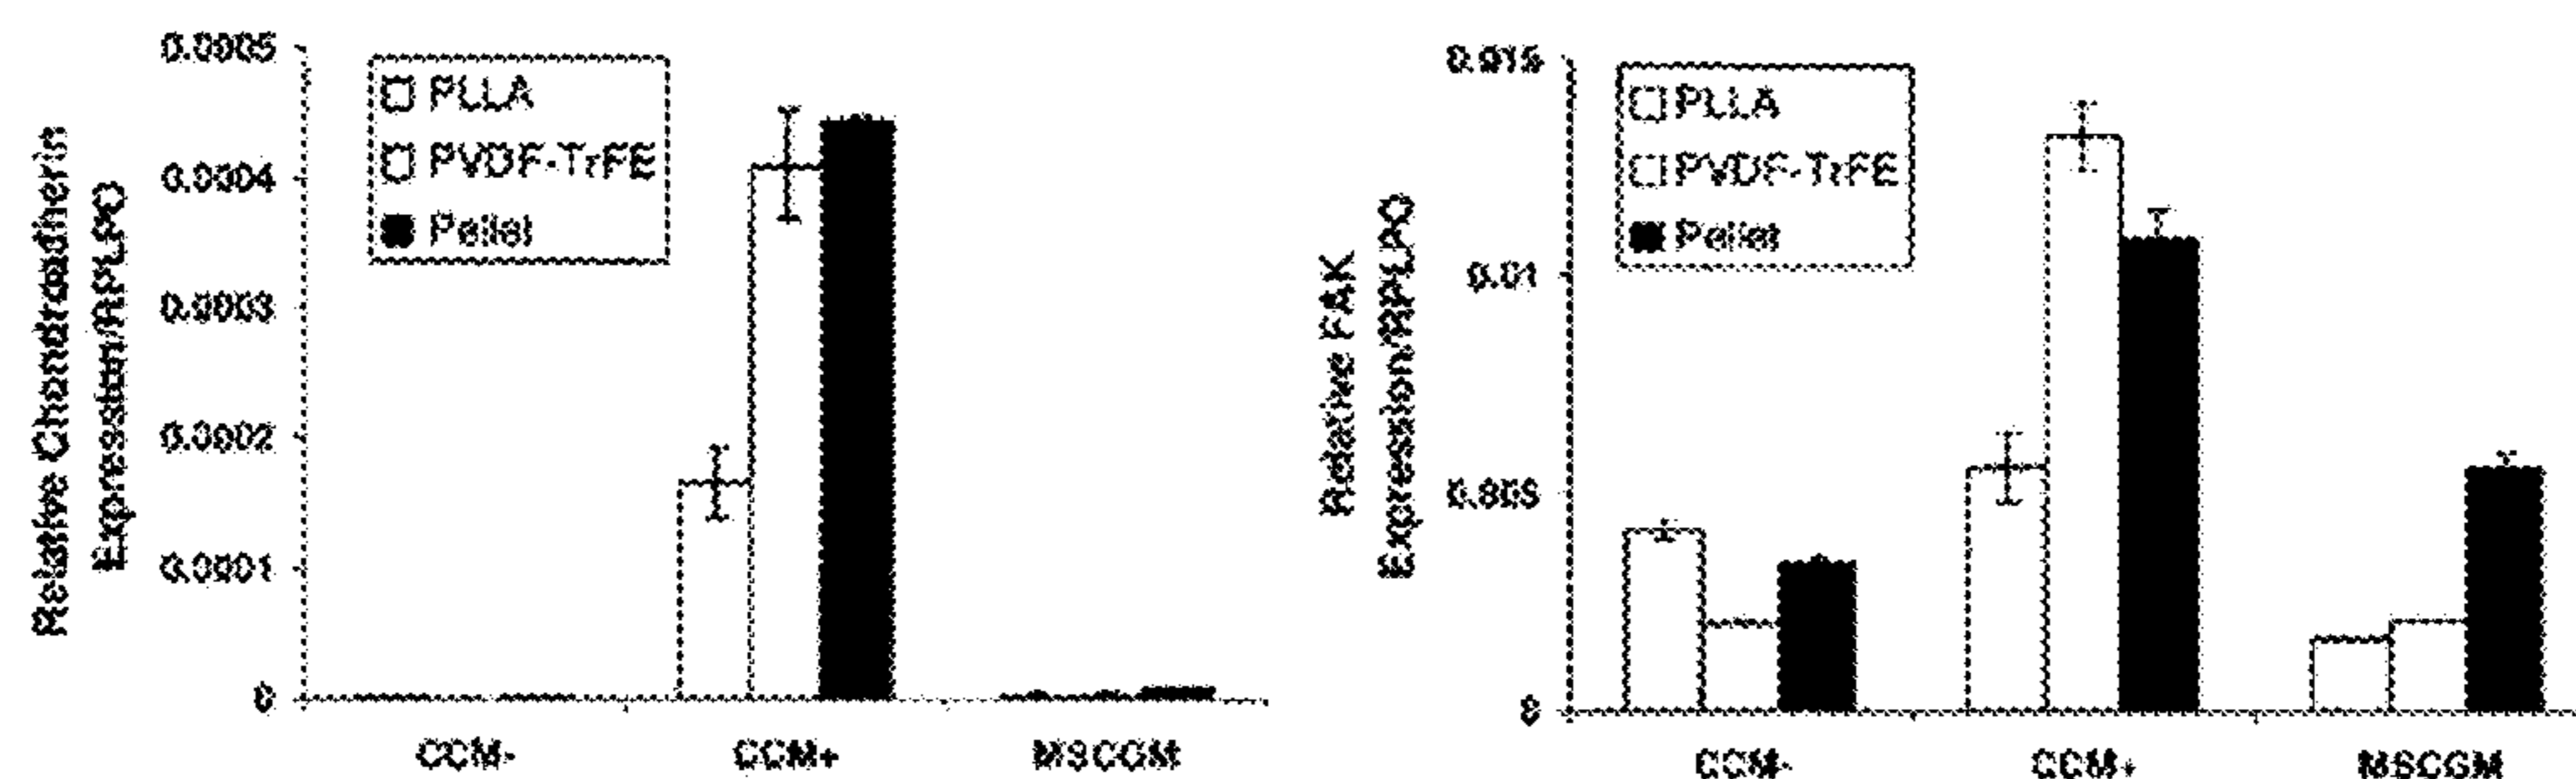 Relative Chondroadherin
Expression/RPLPO
0.0005
0.0004
0.0003
0.0002
0.0001
0
PLLA
PVDF-TrFE
Pellet
CCM-
CCM+
MSCGM
Relative FAK
Expression/RPLPO
0.015
0.01
0.005
0
PLLA
PVDF-TrFE
Pellet
CCM-
CCM+
MSCGM